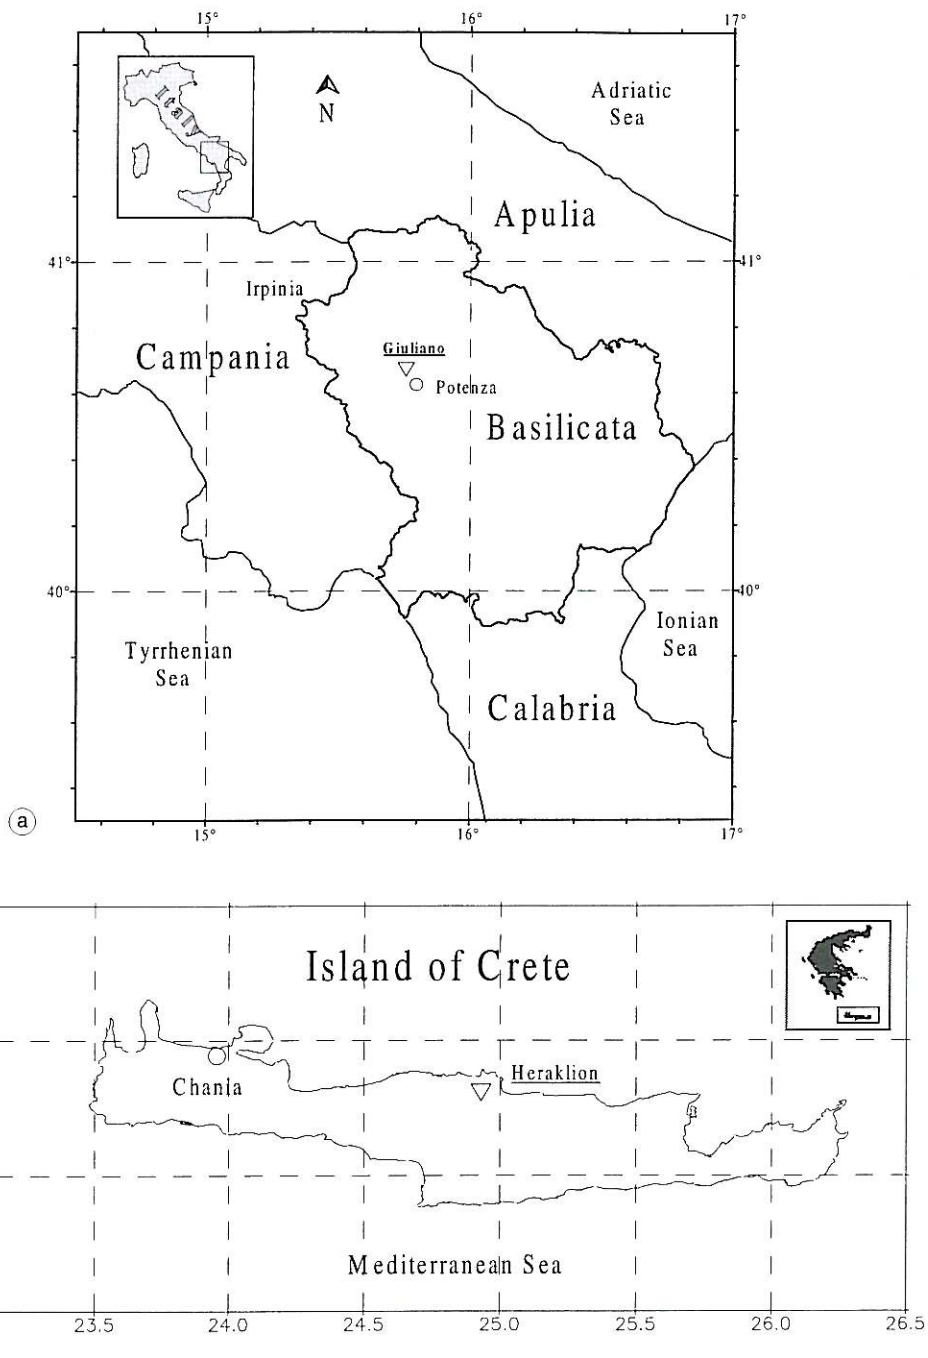 15° 16° 17°
Italy
N
Adriatic
Sea
Apulia
41° 41°
Irpinia
Campania
Giuliano
Potenza
Basilicata
40° 40°
Ionian
Sea
Tyrrhenian
Sea
Calabria
a
15° 16° 17°
Island of Crete
Heraklion
Chania
Mediterranean Sea
23.5 24.0 24.5 25.0 25.5 26.0 26.5